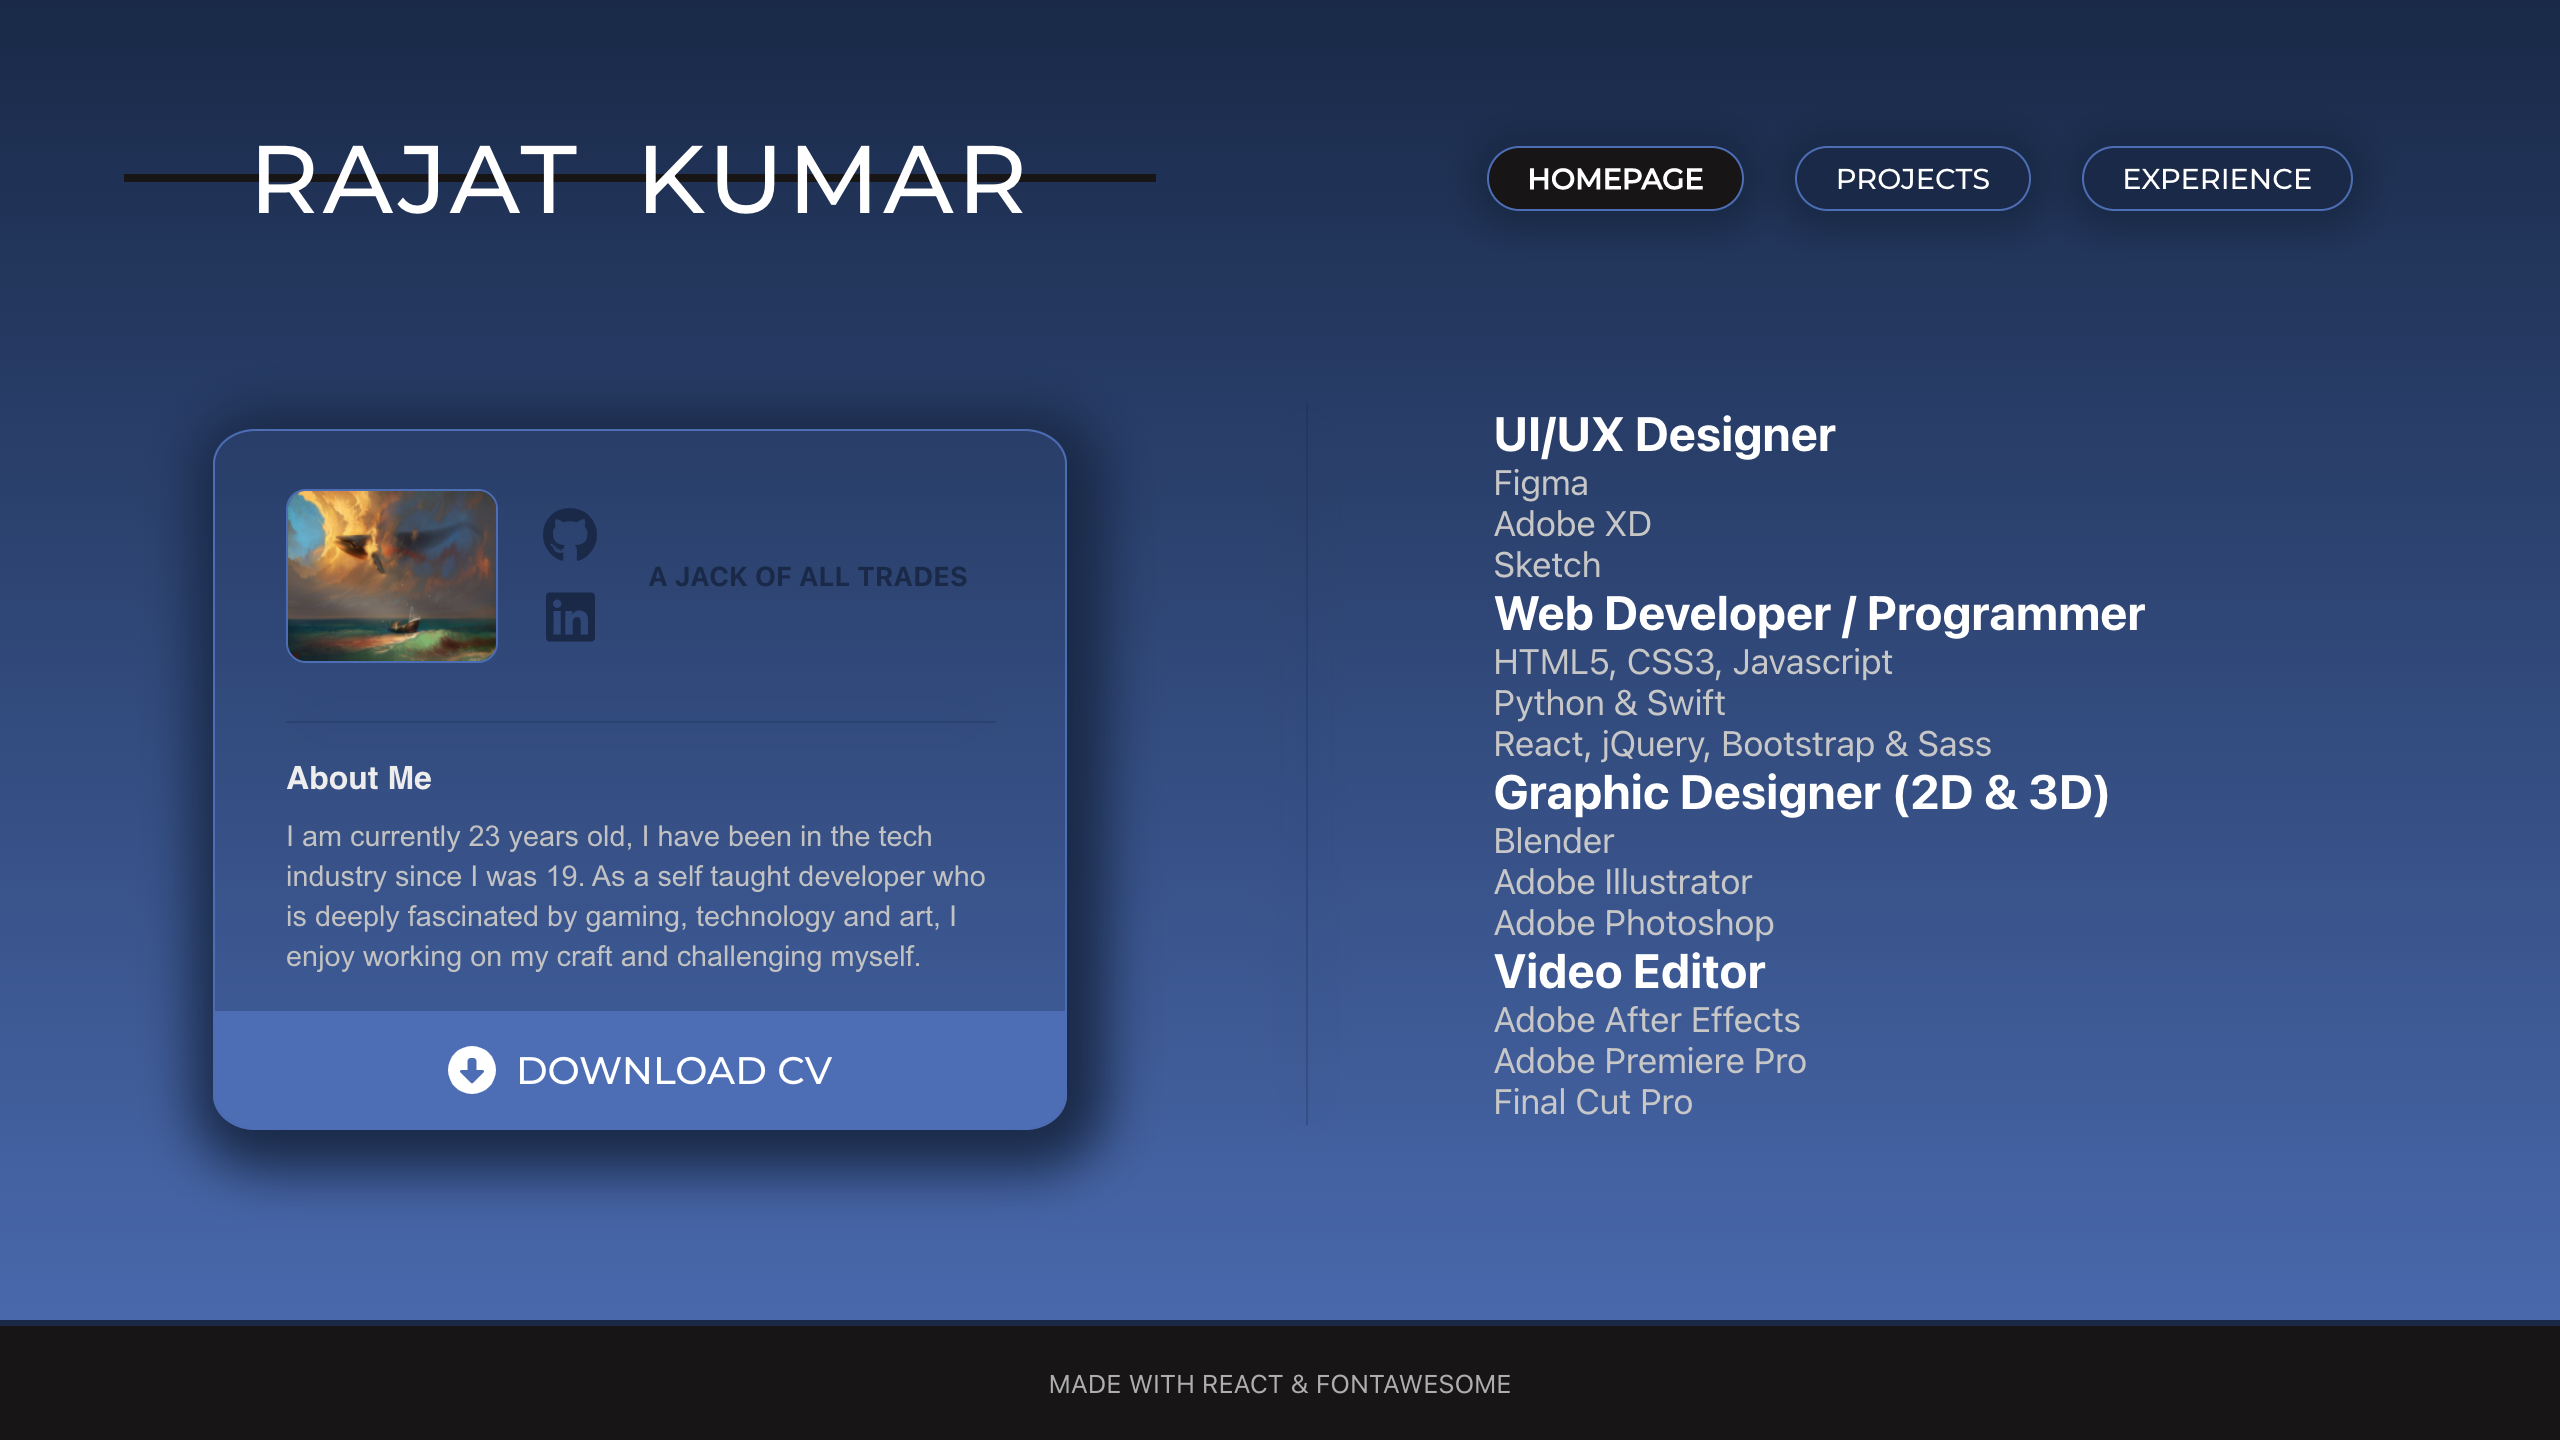 RAJAT KUMAR
HOMEPAGE
PROJECTS
EXPERIENCE
A JACK OF ALL TRADES
About Me
I am currently 23 years old, I have been in the tech
industry since I was 19. As a self taught developer who
is deeply fascinated by gaming, technology and art, I
enjoy working on my craft and challenging myself.
DOWNLOAD CV
UI/UX Designer
Figma
Adobe XD
Sketch
Web Developer / Programmer
HTML5, CSS3, Javascript
Python & Swift
React, jQuery, Bootstrap & Sass
Graphic Designer (2D & 3D)
Blender
Adobe Illustrator
Adobe Photoshop
Video Editor
Adobe After Effects
Adobe Premiere Pro
Final Cut Pro
MADE WITH REACT & FONTAWESOME